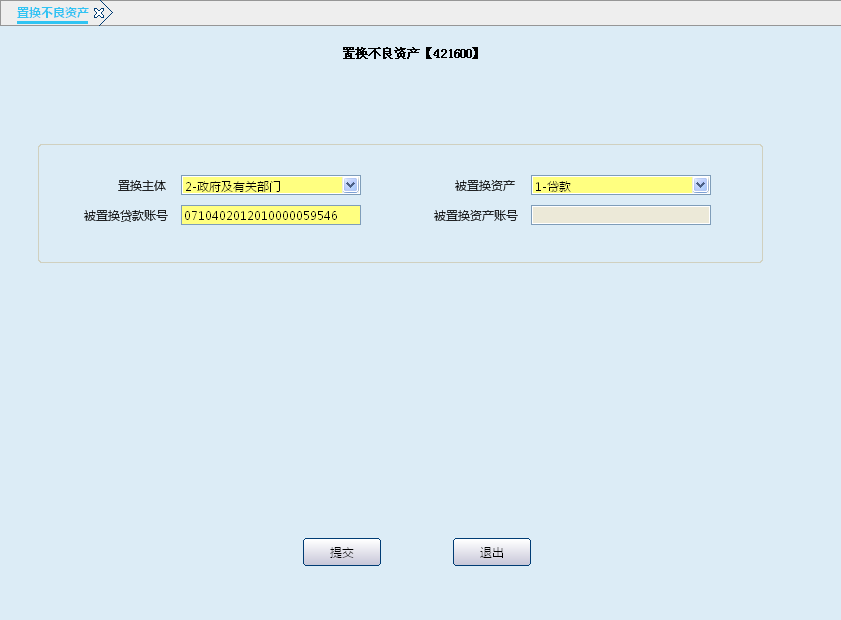 置换不良资产
置换不良资产【421600】
置换主体 2-政府及有关部门 被置换资产 1-贷款
被置换贷款账号 0710402012010000059546 被置换资产账号
提交 退出